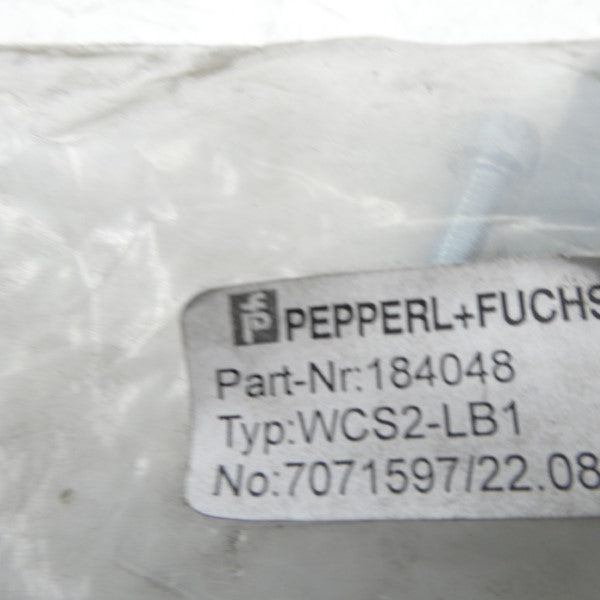 PEPPERL+FUCHS
Part-Nr:184048
Typ:WCS2-LB1
No:7071597/22.08